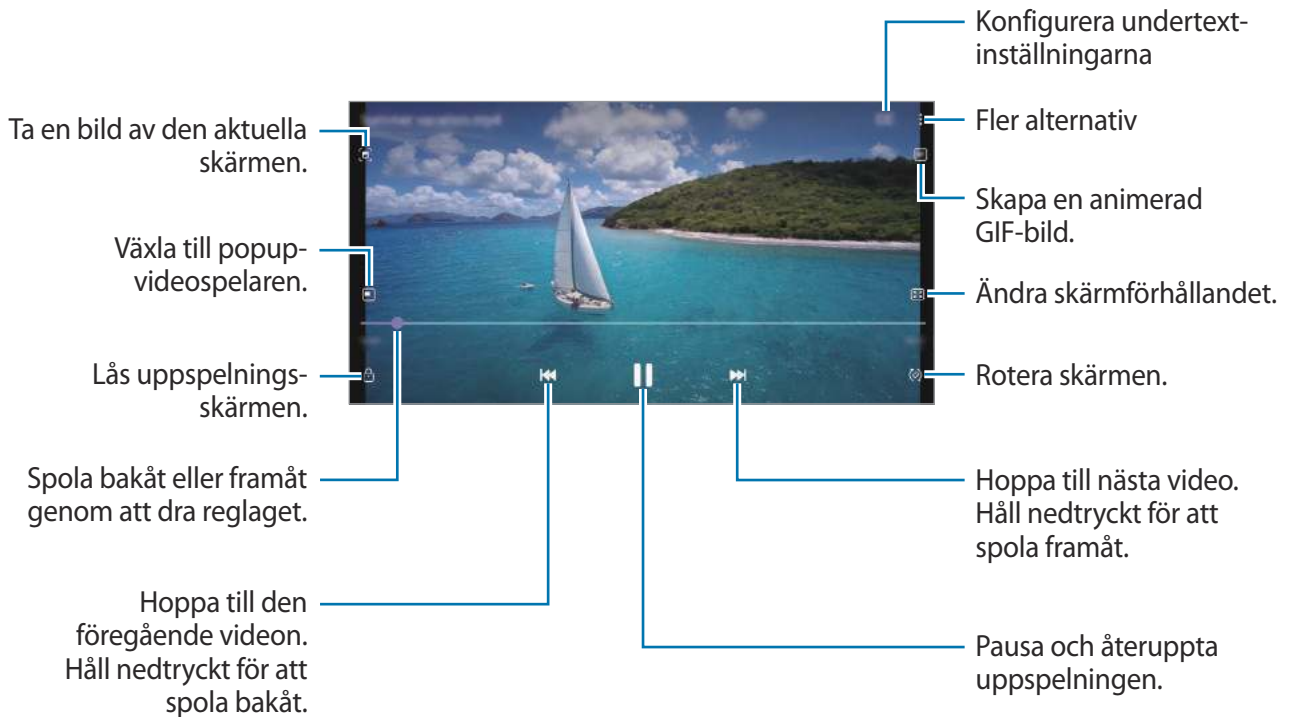 Konfigurera undertext-
inställningarna
Ta en bild av den aktuella
skärmen.
Fler alternativ
Skapa en animerad
GIF-bild.
Växla till popup-
videospelaren.
Ändra skärmförhållandet.
Lås uppspelnings-
skärmen.
Rotera skärmen.
Spola bakåt eller framåt
genom att dra reglaget.
Hoppa till nästa video.
Håll nedtryckt för att
spola framåt.
Hoppa till den
föregående videon.
Håll nedtryckt för att
spola bakåt.
Pausa och återuppta
uppspelningen.